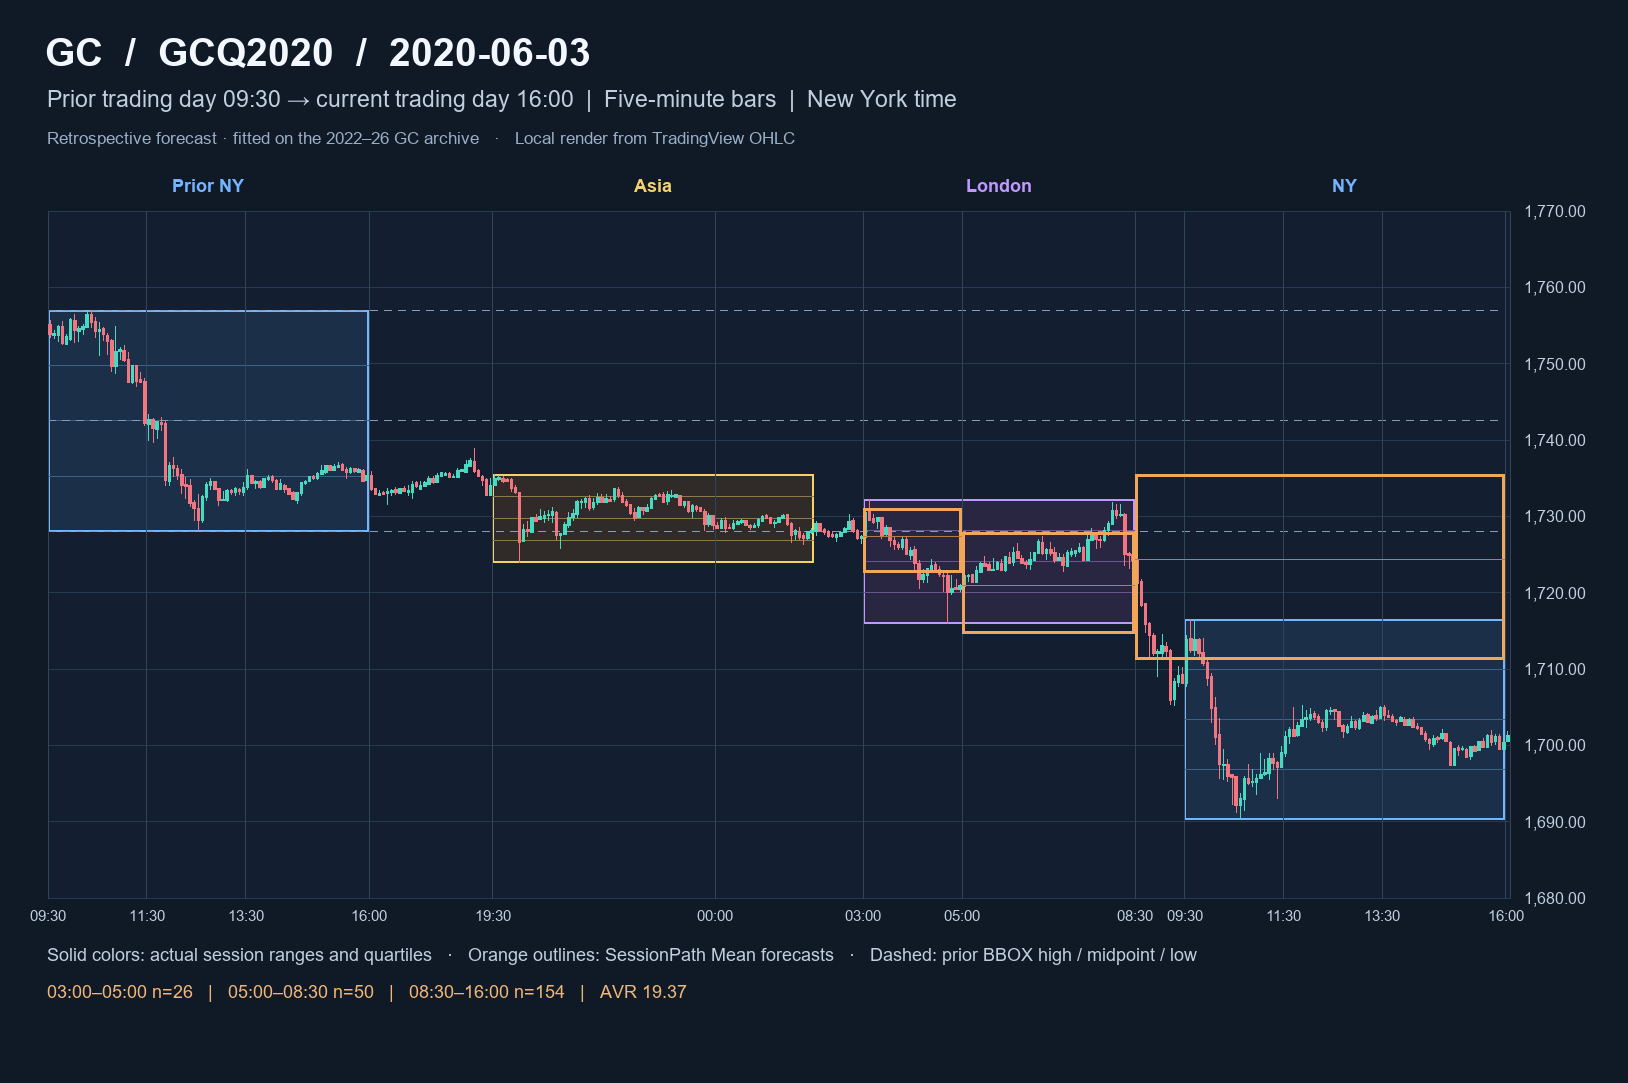 GC / GCQ2020 / 2020-06-03
Prior trading day 09:30 → current trading day 16:00 | Five-minute bars | New York time
Retrospective forecast · fitted on the 2022–26 GC archive · Local render from TradingView OHLC
Prior NY Asia London NY
1,770.00
1,760.00
1,750.00
1,740.00
1,730.00
1,720.00
1,710.00
1,700.00
1,690.00
1,680.00
09:30 11:30 13:30 16:00 19:30 00:00 03:00 05:00 08:30 09:30 11:30 13:30 16:00
Solid colors: actual session ranges and quartiles · Orange outlines: SessionPath Mean forecasts · Dashed: prior BBOX high / midpoint / low
03:00–05:00 n=26 | 05:00–08:30 n=50 | 08:30–16:00 n=154 | AVR 19.37